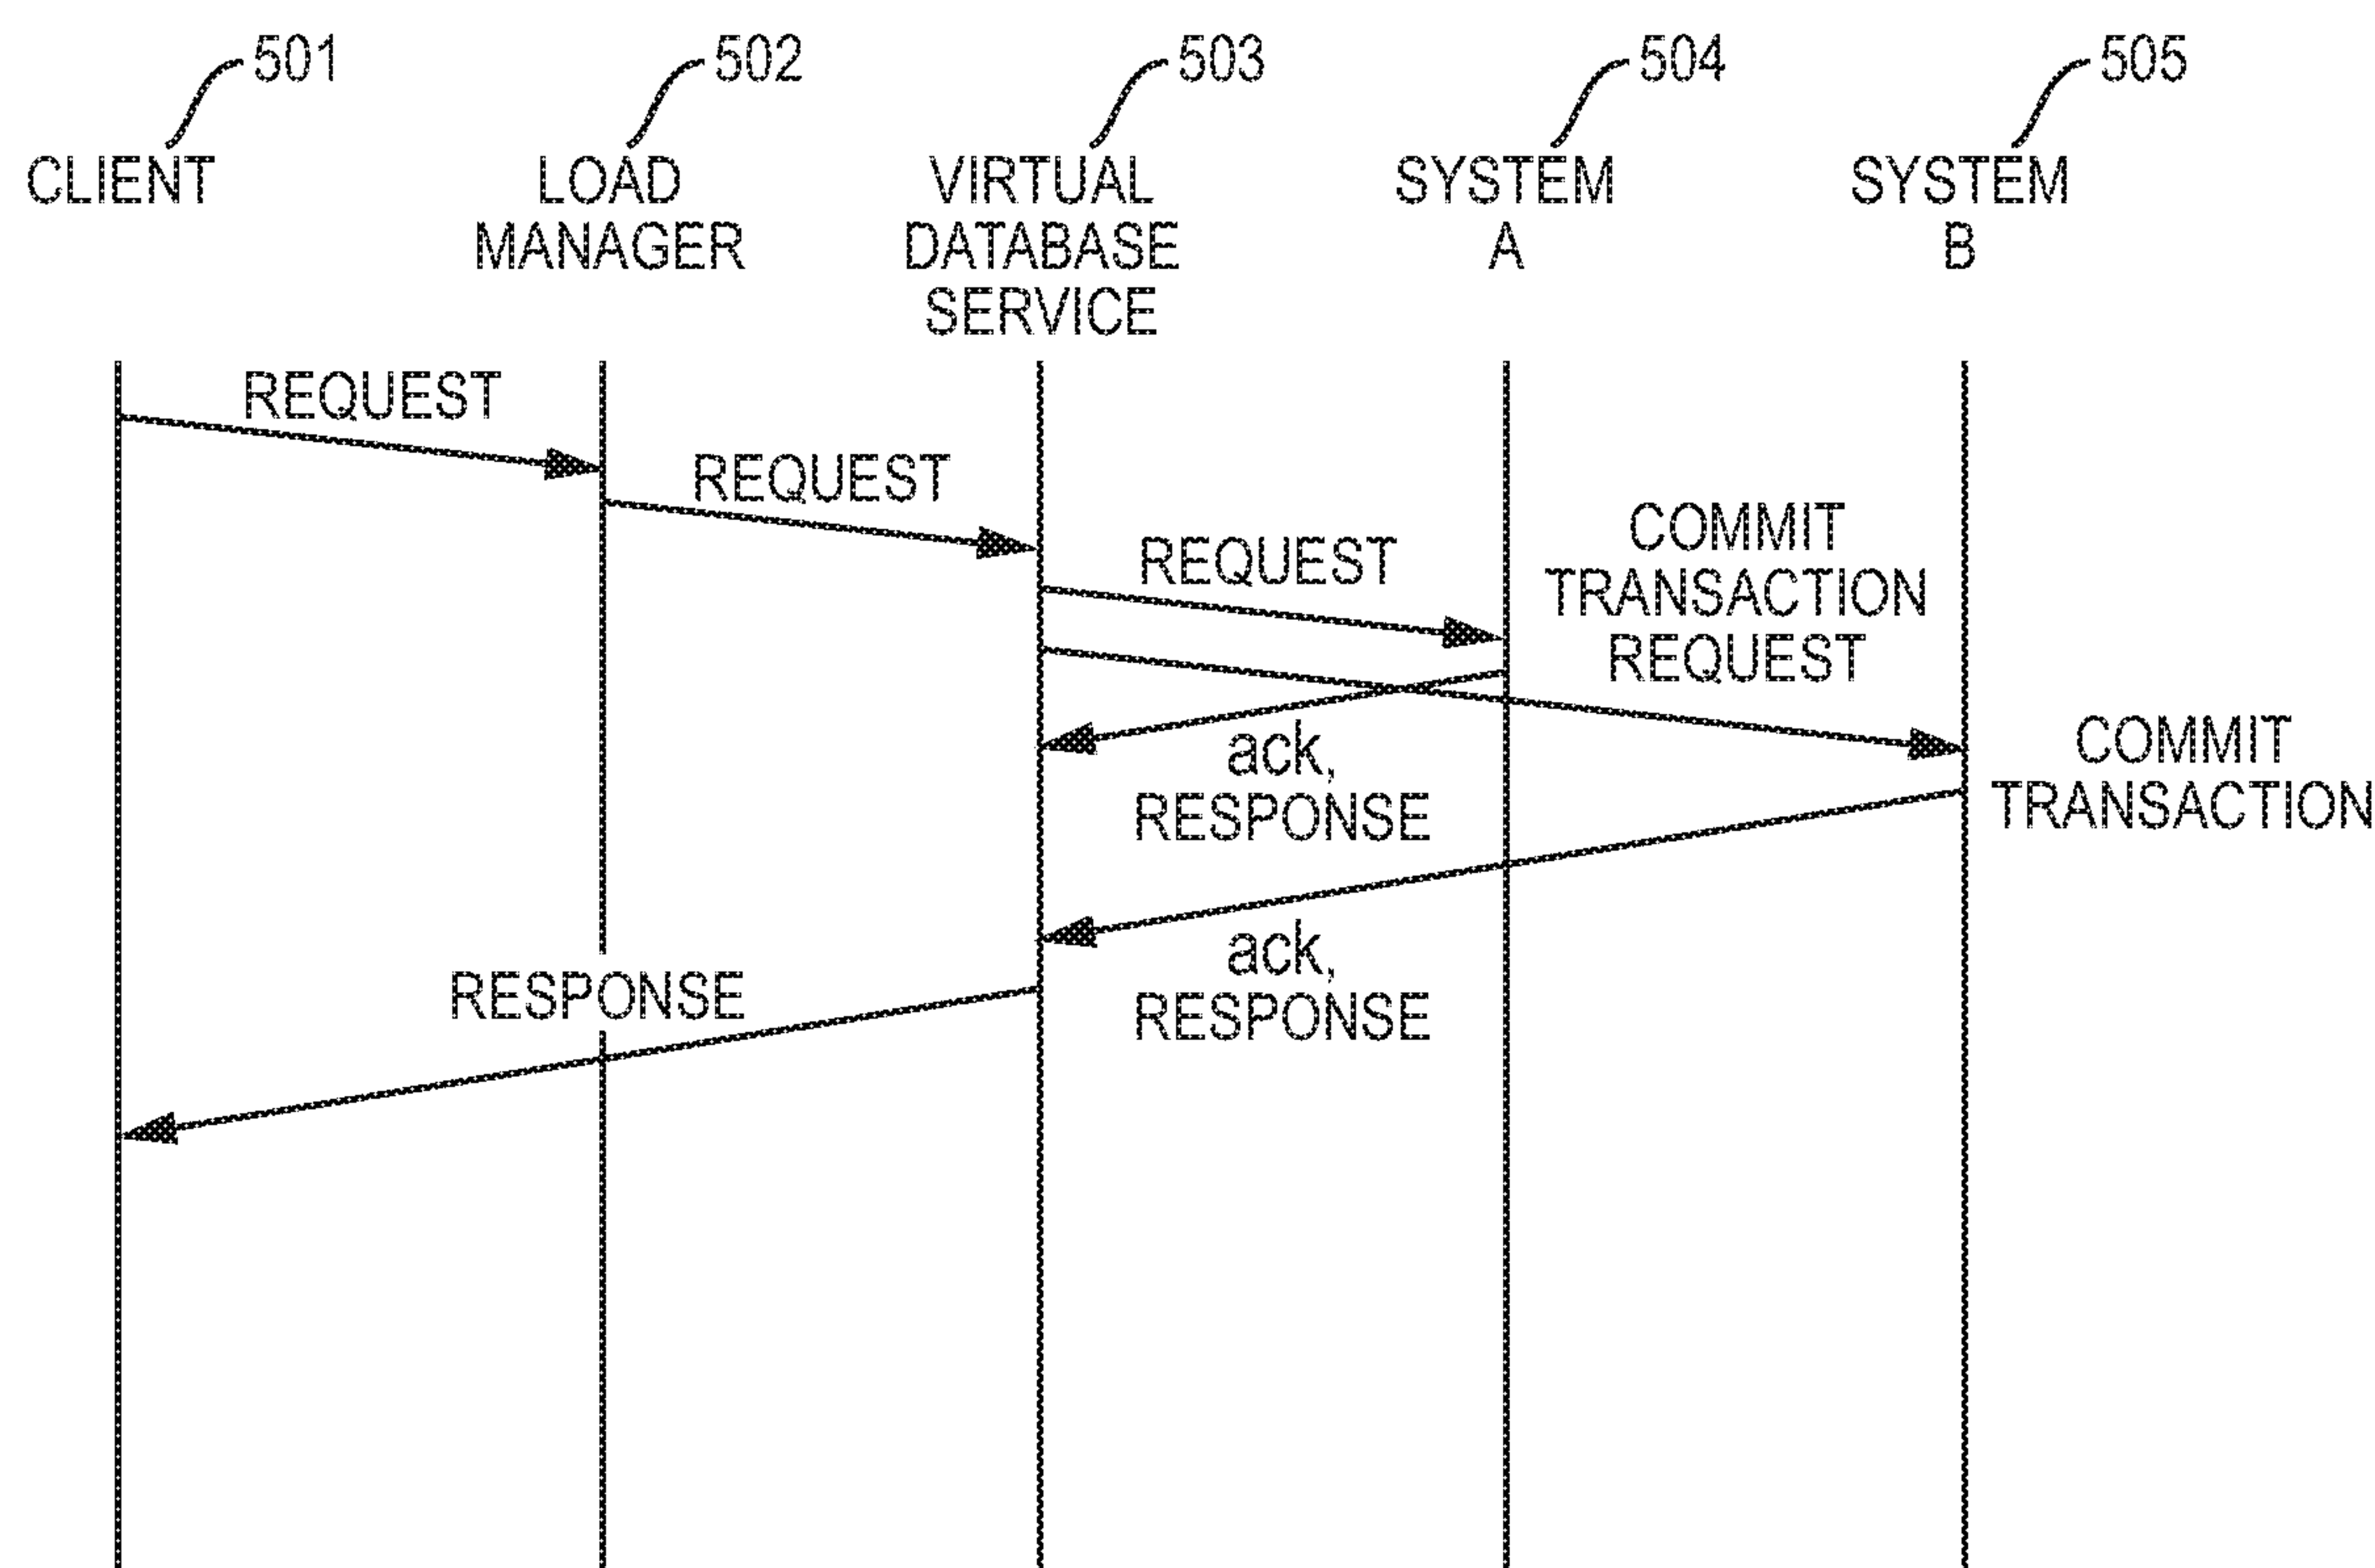 501
502
503
504
505
CLIENT
LOAD
MANAGER
VIRTUAL
DATABASE
SERVICE
SYSTEM
A
SYSTEM
B
REQUEST
REQUEST
REQUEST
COMMIT
TRANSACTION
REQUEST
ack,
RESPONSE
COMMIT
TRANSACTION
ack,
RESPONSE
RESPONSE